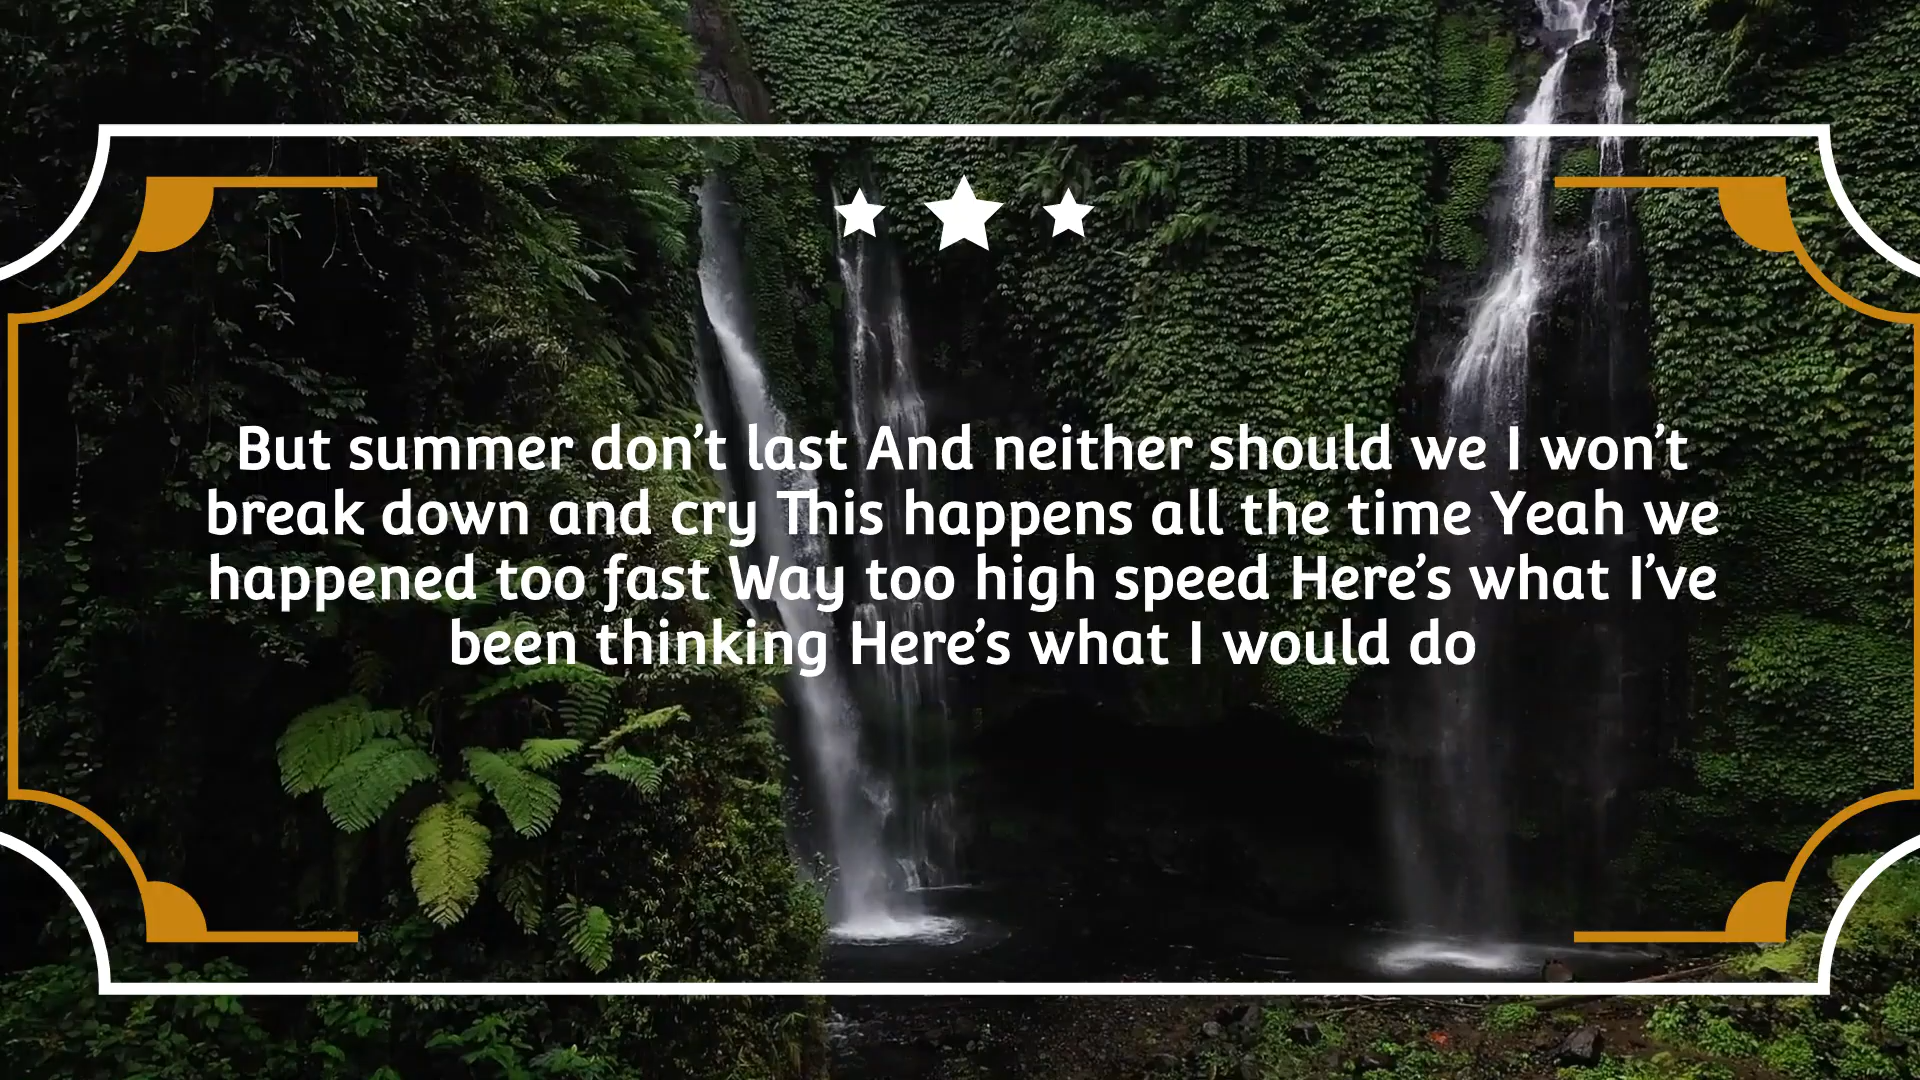 But summer don’t last And neither should we I won’t
break down and cry This happens all the time Yeah we
happened too fast Way too high speed Here’s what I’ve
been thinking Here’s what I would do